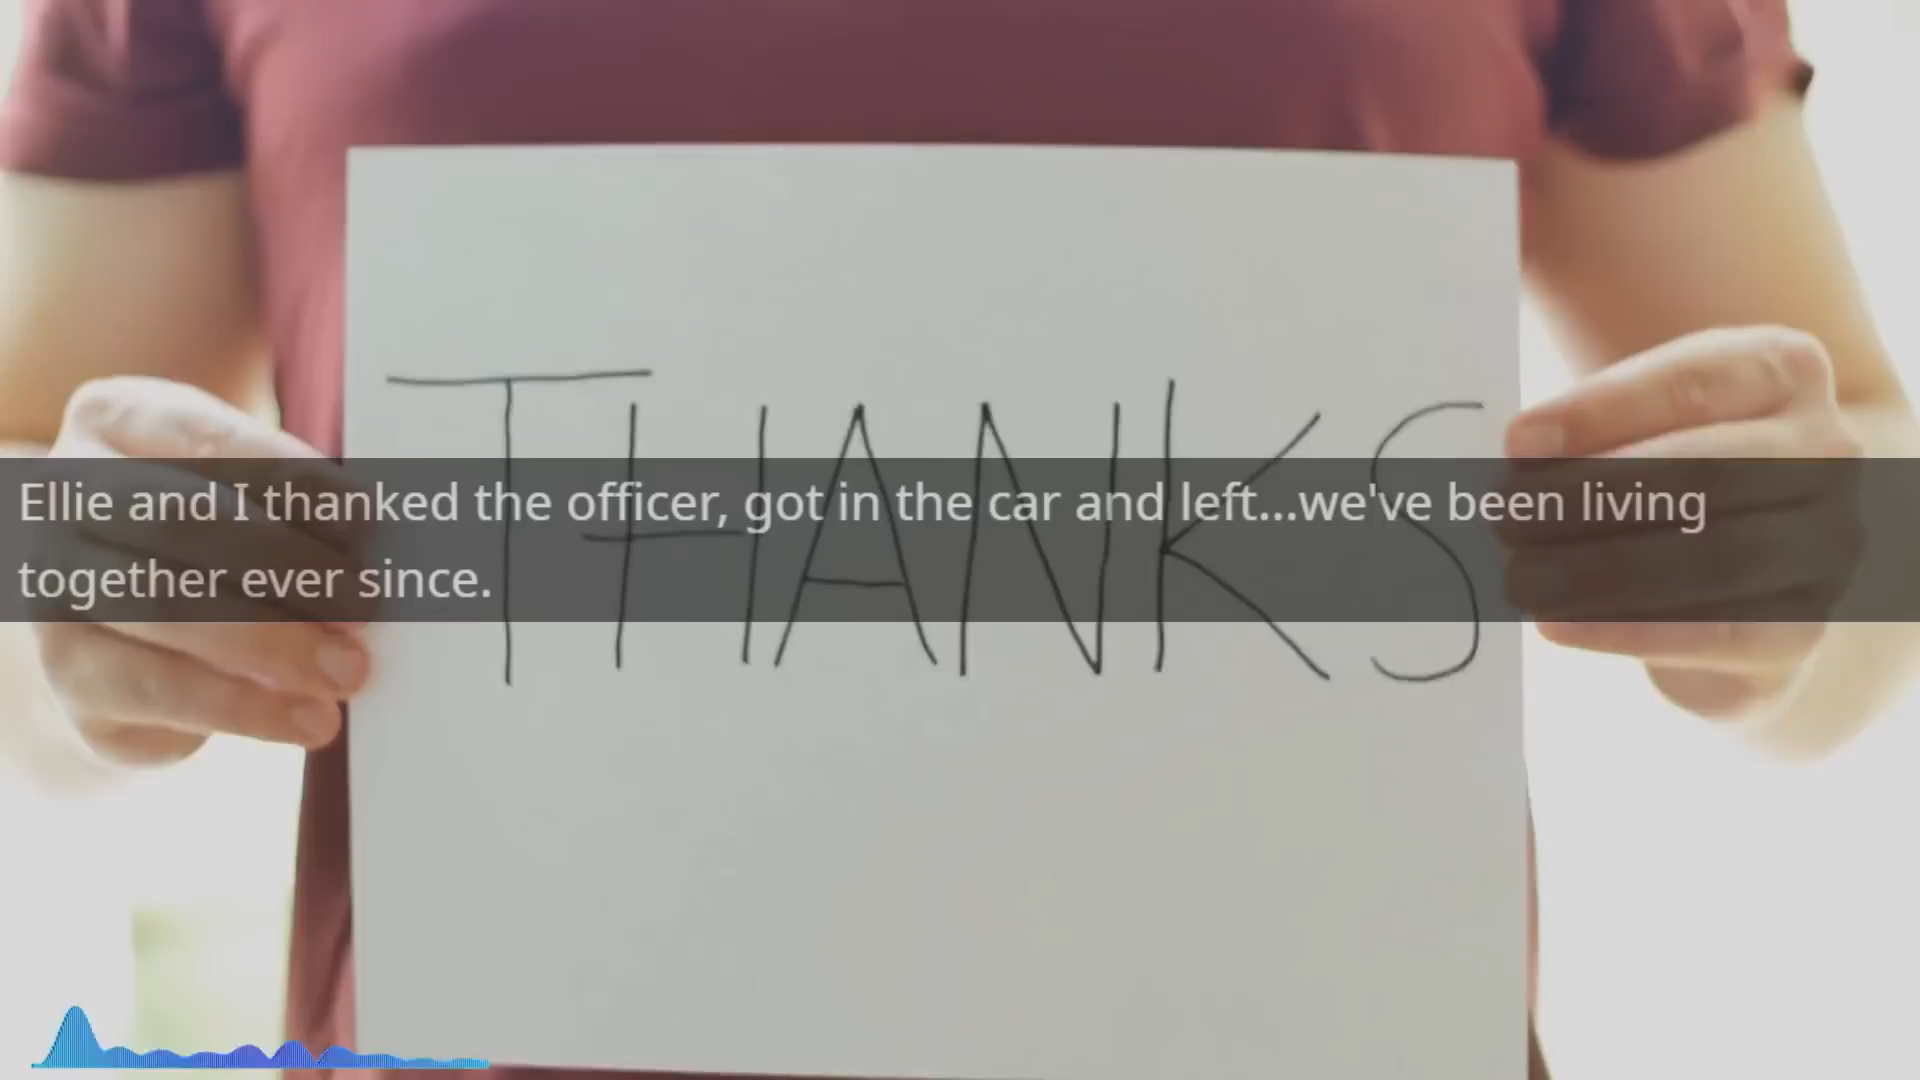 THANKS
Ellie and I thanked the officer, got in the car and left...we've been living
together ever since.